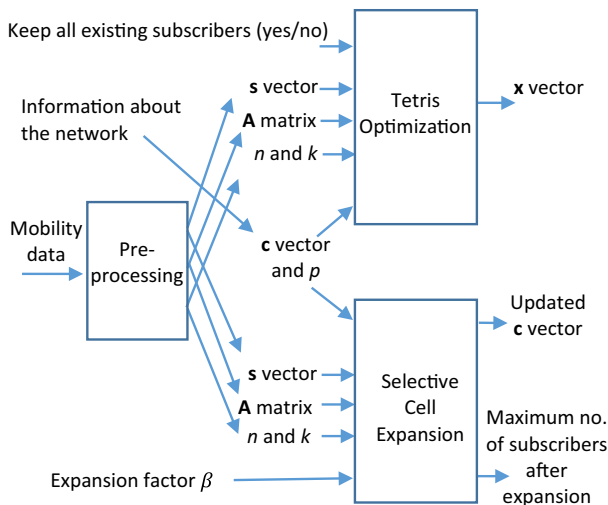 Keep all existing subscribers (yes/no)
s vector
A matrix
n and k
Tetris
Optimization
x vector
Information about
the network
Mobility
data
Pre-
processing
c vector
and p
s vector
A matrix
n and k
Expansion factor β
Selective
Cell
Expansion
Updated
c vector
Maximum no.
of subscribers
after
expansion